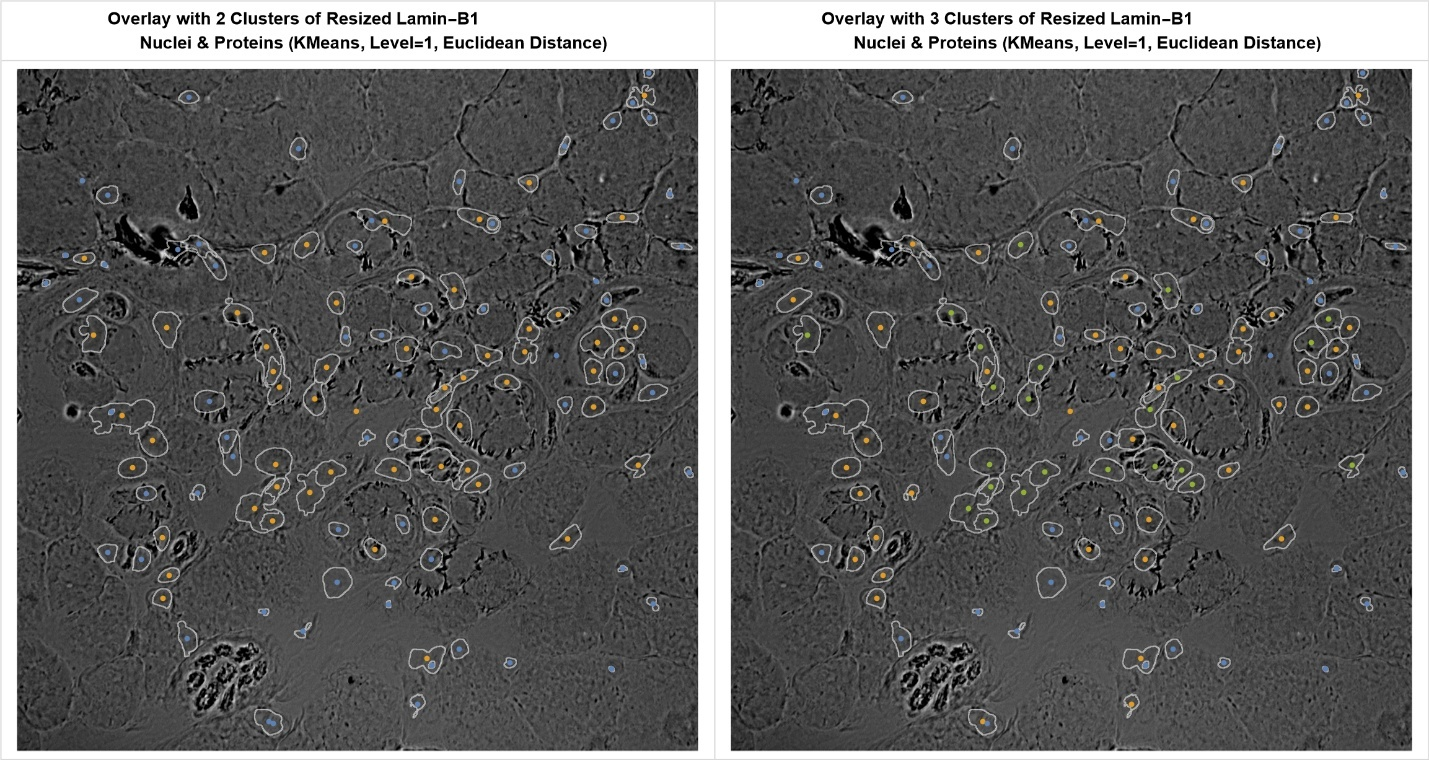 Overlay with 2 Clusters of Resized Lamin−B1
Nuclei & Proteins (KMeans, Level=1, Euclidean Distance)
Overlay with 3 Clusters of Resized Lamin−B1
Nuclei & Proteins (KMeans, Level=1, Euclidean Distance)